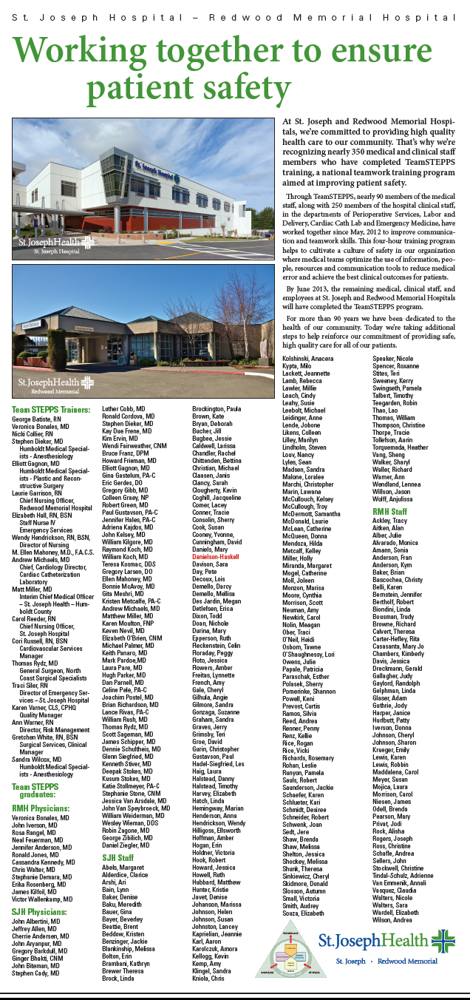 St. Joseph Hospital – Redwood Memorial Hospital
Working together to ensure
patient safety
St. Joseph Hospital
St.JosephHealth
St. Joseph Hospital
Main Entrance
St.JosephHealth
Redwood Memorial
At St. Joseph and Redwood Memorial Hospi-
tals, we're committed to providing high quality
health care to our community. That's why we're
recognizing nearly 350 medical and clinical staff
members who have completed TeamSTEPPS
training, a national teamwork training program
aimed at improving patient safety.
Through TeamSTEPPS, nearly 90 members of the medical
staff, along with 250 members of the hospital clinical staff,
in the departments of Perioperative Services, Labor and
Delivery, Cardiac Cath Lab and Emergency Medicine, have
worked together since May, 2012 to improve communica-
tion and teamwork skills. This four-hour training program
helps to cultivate a culture of safety in our organization
where medical teams optimize the use of information, peo-
ple, resources and communication tools to reduce medical
error and achieve the best clinical outcomes for patients.
By June 2013, the remaining medical, clinical staff, and
employees at St. Joseph and Redwood Memorial Hospitals
will have completed the TeamSTEPPS program.
For more than 90 years we have been dedicated to the
health of our community. Today we're taking additional
steps to help reinforce our commitment of providing safe,
high quality care for all of our patients.
Team STEPPS Trainers:
George Batiste, RN
Veronica Bonales, MD
Nicki Collier, RN
Stephen Dieker, MD
Humboldt Medical Special-
ists - Anesthesiology
Elliott Gagnon, MD
Humboldt Medical Special-
ists - Plastic and Recon-
structive Surgery
Laurie Garrison, RN
Chief Nursing Officer,
Redwood Memorial Hospital
Elizabeth Hall, RN, BSN
Staff Nurse IV
Emergency Services
Wendy Hendrickson, RN, BSN,
Director of Nursing
M. Ellen Mahoney, M.D., F.A.C.S.
Andrew Michaels, MD
Chief, Cardiology Director,
Cardiac Catheterization
Laboratory
Matt Miller, MD
Interim Chief Medical Officer
– St. Joseph Health – Hum-
boldt County
Carol Reeder, RN
Chief Nursing Officer,
St. Joseph Hospital
Cori Russell, RN, BSN
Cardiovascular Services
Manager
Thomas Rydz, MD
General Surgeon, North
Coast Surgical Specialists
Traci Siler, RN
Director of Emergency Ser-
vices – St. Joseph Hospital
Karen Varner, CLS, CPHQ
Quality Manager
Ann Warner, RN
Director, Risk Management
Gretchen White, RN, BSN
Surgical Services, Clinical
Manager
Sandra Wilcox, MD
Humboldt Medical Special-
ists - Anesthesiology
Team STEPPS
graduates:
RMH Physicians:
Veronica Bonales, MD
John Iverson, MD
Rosa Rangel, MD
Neal Feuerman, MD
Jennifer Anderson, MD
Ronald Jones, MD
Cassandra Kennedy, MD
Chris Walter, MD
Stephanie Demara, MD
Erika Rosenberg, MD
James Kilfoil, MD
Victor Wallenkamp, MD
SJH Physicians:
John Albertini, MD
Jeffrey Allen, MD
Cherrie Andersen, MD
John Aryanpur, MD
Gregory Barkdull, MD
Ginger Bhakti, CNM
John Biteman, MD
Stephen Cady, MD
Luther Cobb, MD
Ronald Cordova, MD
Stephen Dieker, MD
Kay Due Frene, MD
Kim Ervin, MD
Wendi Fairweather, CNM
Bruce Franz, DPM
Howard Frieman, MD
Elliott Gagnon, MD
Gina Gastelum, PA-C
Eric Gerdes, DO
Gregory Gibb, MD
Colleen Graey, NP
Robert Green, MD
Paul Gustavson, PA-C
Jennifer Hales, PA-C
Adriena Kajdos, MD
John Kelsey, MD
William Kilgore, MD
Raymond Koch, MD
William Koch, MD
Teresa Kosmac, DDS
Gregory Larsen, DO
Ellen Mahoney, MD
Bonnie McAvoy, MD
Gita Meshri, MD
Kristen Metcalfe, PA-C
Andrew Michaels, MD
Matthew Miller, MD
Karen Moulton, FNP
Keven Nevil, MD
Elizabeth O'Brien, CNM
Michael Palmer, MD
Keith Panaro, MD
Mark Pardoe,MD
Laura Pare, MD
Hugh Parker, MD
Dan Parnell, MD
Celine Pele, PA-C
Joachim Postel, MD
Brian Richardson, MD
Lance Rivas, PA-C
William Rush, MD
Thomas Rydz, MD
Scott Sageman, MD
James Schipper, MD
Dennie Schultheis, MD
Glenn Siegfried, MD
Kenneth Stiver, MD
Deepak Stokes, MD
Kusum Stokes, MD
Katie Stollmeyer, PA-C
Stephanie Stone, CNM
Jessica Van Arsdale, MD
John Van Speybroeck, MD
William Weiderman, MD
Wesley Wieman, DDS
Robin Zagone, MD
George Zibilich, MD
Daniel Ziegler, MD
SJH Staff
Abels, Margaret
Alderdice, Clarice
Arshi, Ari
Bain, Lynn
Baker, Denise
Baku, Meredith
Bauer, Gina
Bayer, Beverley
Beattie, Brent
Beddow, Kristen
Benzinger, Jackie
Blankinship, Melissa
Bolton, Erin
Brambani, Kathryn
Brewer Theresa
Brock, Linda
Brockington, Paula
Brown, Kate
Bryan, Deborah
Bucher, Jill
Bugbee, Jessie
Caldwell, Larissa
Chandler, Rachel
Chittenden, Bettina
Christian, Michael
Claasen, Janis
Clancy, Sarah
Clougherty, Kevin
Coghill, Jacqueline
Comer, Lacey
Conner, Tracie
Consolin, Sherry
Cook, Susan
Cooney, Yvonne,
Cunningham, David
Daniels, Mary
Danielson-Haskell
Davison, Sara
Day, Pete
Decoux, Lois
Demello, Darcy
Demello, Mellisa
Des Jardin, Megan
Detlefsen, Erica
Dixon, Todd
Doan, Nichole
Durina, Mary
Epperson, Ruth
Fleckenstein, Celin
Floraday, Peggy
Floto, Jessica
Flowers, Amber
Freitas, Lynnette
French, Amy
Gale, Cheryl
Gilhula, Angie
Gilmore, Sandra
Gonzaga, Suzanne
Graham, Sandra
Graves, Jerry
Grimsby, Teri
Groe, David
Gurin, Christopher
Gustavson, Paul
Hadel-Siegfried, Les
Haig, Laura
Halstead, Danny
Halstead, Timothy
Harvey, Elizabeth
Hatch, Linda
Hemingway, Marian
Henderson, Anna
Hendrickson, Wendy
Hilligoss, Ellsworth
Hoffman, Amber
Hogan, Erin
Holdner, Victoria
Hook, Robert
Howard, Jessica
Howell, Ruth
Hubbard, Matthew
Hunter, Kristie
Javet, Denise
Johanson, Marissa
Johnson, Helen
Johnson, Susan
Johnston, Lancey
Kaprielian, Jeannie
Karl, Aaron
Karolczuk, Amora
Kellogg, Kevin
Kemp, Amy
Klingel, Sandra
Kniola, Chris
Kolshinski, Anacera
Kypta, Milo
Lackett, Jeannette
Lamb, Rebecca
Lawler, Millie
Leach, Cindy
Leahy, Susie
Leebolt, Michael
Leidinger, Anne
Lende, Jobone
Likens, Colleen
Lilley, Marilyn
Lindholm, Steven
Louv, Nancy
Lyles, Sean
Madsen, Sandra
Malone, Loralee
Marchi, Christopher
Marin, Lawana
McCullouch, Kelsey
McCullough, Troy
McDermott, Samantha
McDonald, Laurie
McLean, Catherine
McQueen, Donna
Mendoza, Hilda
Metcalf, Kelley
Miller, Holly
Miranda, Margaret
Mogel, Catherine
Moll, Joleen
Monzon, Marisa
Moore, Cynthia
Morrison, Scott
Neuman, Amy
Newkirk, Carol
Nolin, Meagan
Ober, Traci
O'Neil, Heidi
Osborn, Tawne
O'Shaughnessy, Lori
Owens, Julie
Papale, Patricia
Paraschak, Esther
Polasek, Sherry
Pomerinke, Shannon
Powell, Keni
Prevost, Curtis
Ramos, Silvia
Reed, Andrea
Renner, Penny
Renz, Kellie
Rice, Rogan
Rice, Vicki
Richards, Rosemary
Rohan, Leslie
Runyon, Pamela
Sauls, Robert
Saunderson, Jackie
Schaefer, Karen
Schlueter, Kari
Schmidt, Desiree
Schneider, Robert
Schwenk, Joan
Sedt, Jere
Shaw, Brenda
Shaw, Melissa
Shelton, Jessica
Shockey, Melissa
Shunk, Theresa
Sinkiewicz, Cheryl
Skidmore, Donald
Slosson, Autumn
Small, Victoria
Smith, Audrey
Souza, Elizabeth
Speaker, Nicole
Spencer, Roxanne
Stites, Teri
Sweeney, Kerry
Swingseth, Pamela
Talbert, Timothy
Teegarden, Robin
Thao, Lao
Thomas, William
Thompson, Christine
Thorpe, Tracie
Tollefson, Aarin
Torquemada, Heather
Vang, Sheng
Walker, Sharyl
Waller, Richard
Warner, Ann
Wendland, Lennea
Willson, Jason
Wolff, Anjulissa
RMH Staff
Ackley, Tracy
Aitken, Alan
Alber, Julie
Alvarado, Monica
Amann, Sonia
Anderson, Fran
Anderson, Kym
Baker, Brian
Bascochea, Christy
Belli, Karen
Bernstein, Jennifer
Bertholf, Robert
Biondini, Linda
Bousman, Trudy
Browne, Richard
Calvert, Theresa
Carter-Hefley, Rita
Casasanta, Mary Jo
Chambers, Kimberly
Davis, Jessica
Dreckmann, Gerald
Gallagher, Judy
Gaylord, Randolph
Gelphman, Linda
Glaser, Adam
Guthrie, Jody
Harper, Janice
Hurlbutt, Patty
Iverson, Donna
Johnson, Cheryl
Johnson, Sharon
Krueger, Emily
Lewis, Karen
Lewis, Robbin
Maddalena, Carol
Meyer, Susan
Mojica, Laura
Morrison, Carol
Niesen, James
Odell, Brenda
Pearson, Mary
Privat, Jodi
Rock, Alisha
Rogers, Joseph
Ross, Christine
Schafle, Andrea
Sellers, John
Stockwell, Christine
Tindal-Schulz, Adrienne
Van Emmenik, Annali
Vasquez, Claudia
Walters, Nicole
Walters, Sara
Wardell, Elizabeth
Wilson, Andrea
PERFORMANCE
KNOWLEDGE
ATTITUDES
St.JosephHealth
St. Joseph · Redwood Memorial